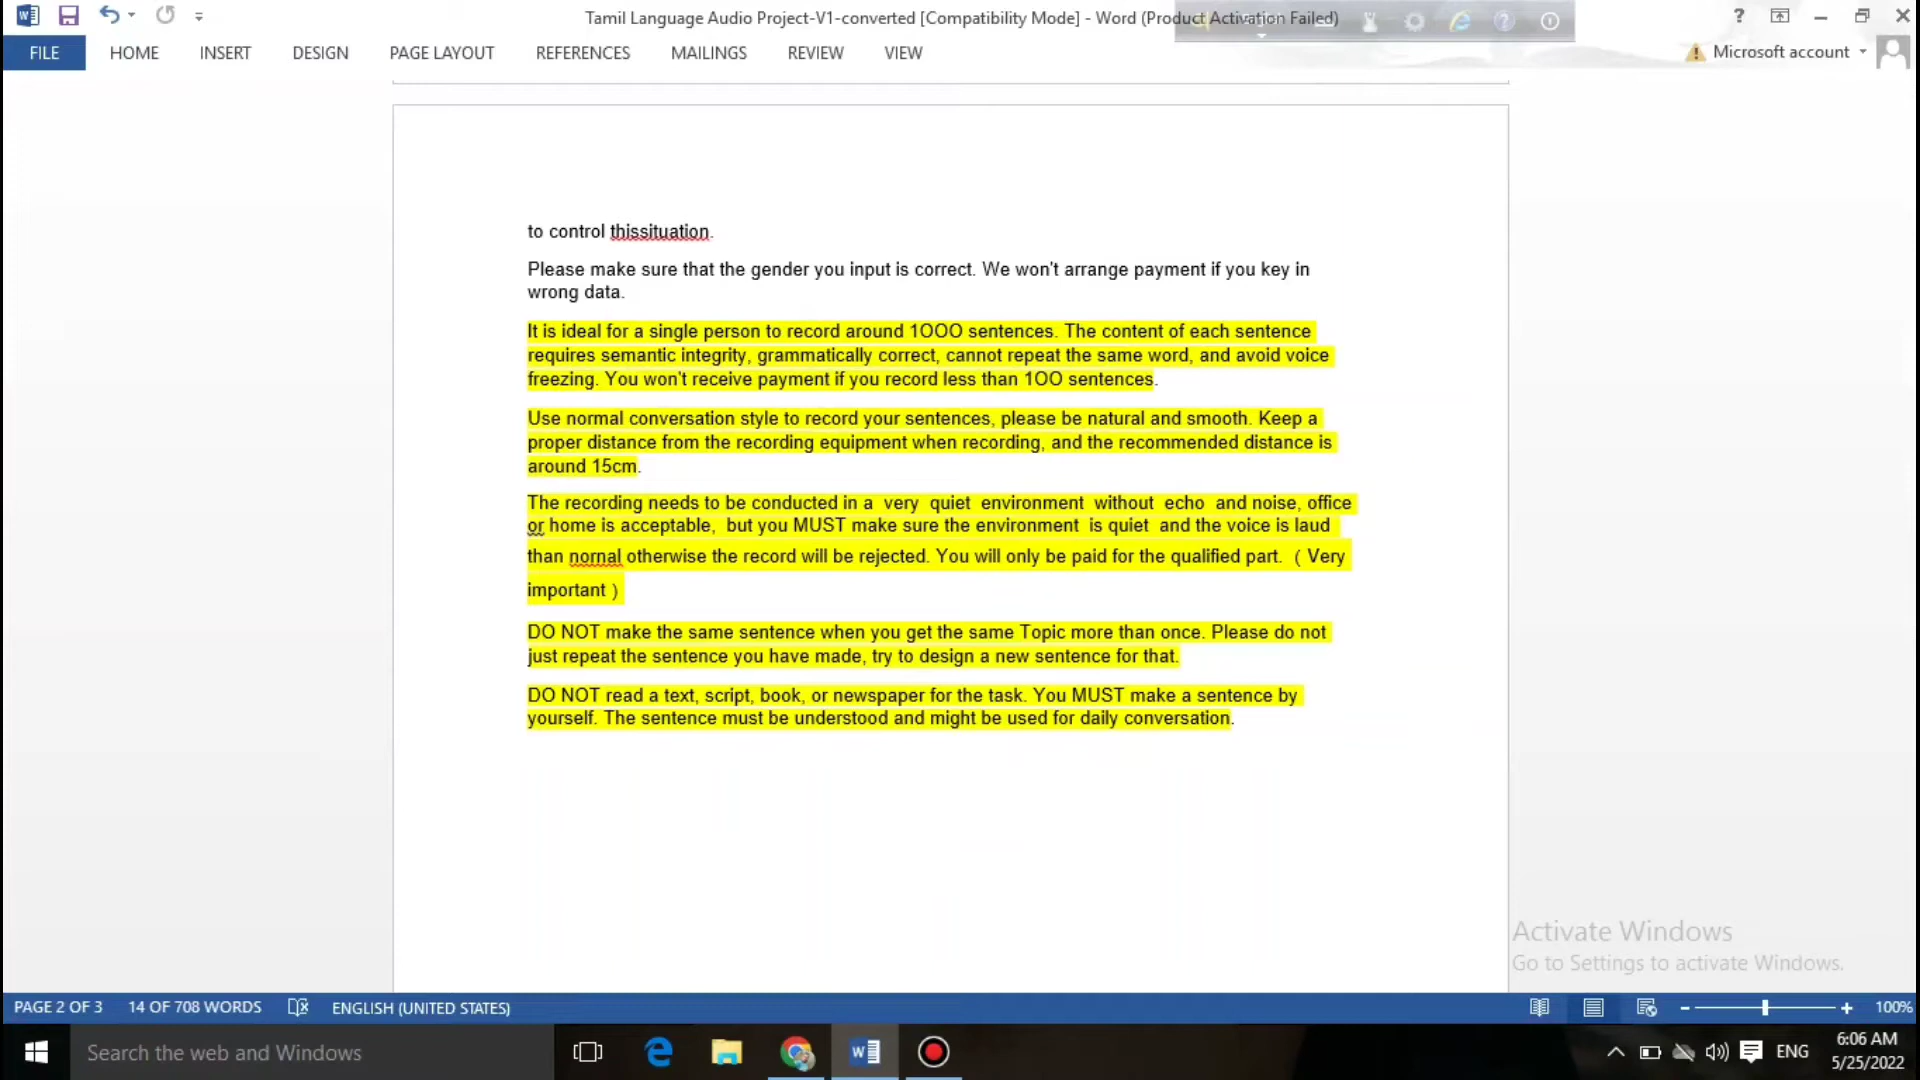 Tamil Language Audio Project-V1-converted [Compatibility Mode] - Word (Product Activation Failed)
FILE HOME INSERT DESIGN PAGE LAYOUT REFERENCES MAILINGS REVIEW VIEW Microsoft account
to control thissituation.
Please make sure that the gender you input is correct. We won't arrange payment if you key in
wrong data.
It is ideal for a single person to record around 1OOO sentences. The content of each sentence
requires semantic integrity, grammatically correct, cannot repeat the same word, and avoid voice
freezing. You won't receive payment if you record less than 1OO sentences.
Use normal conversation style to record your sentences, please be natural and smooth. Keep a
proper distance from the recording equipment when recording, and the recommended distance is
around 15cm.
The recording needs to be conducted in a very quiet environment without echo and noise, office
or home is acceptable, but you MUST make sure the environment is quiet and the voice is laud
than nornal otherwise the record will be rejected. You will only be paid for the qualified part. ( Very
important )
DO NOT make the same sentence when you get the same Topic more than once. Please do not
just repeat the sentence you have made, try to design a new sentence for that.
DO NOT read a text, script, book, or newspaper for the task. You MUST make a sentence by
yourself. The sentence must be understood and might be used for daily conversation.
Activate Windows
Go to Settings to activate Windows.
PAGE 2 OF 3 14 OF 708 WORDS ENGLISH (UNITED STATES) 100%
Search the web and Windows ENG 6:06 AM
5/25/2022